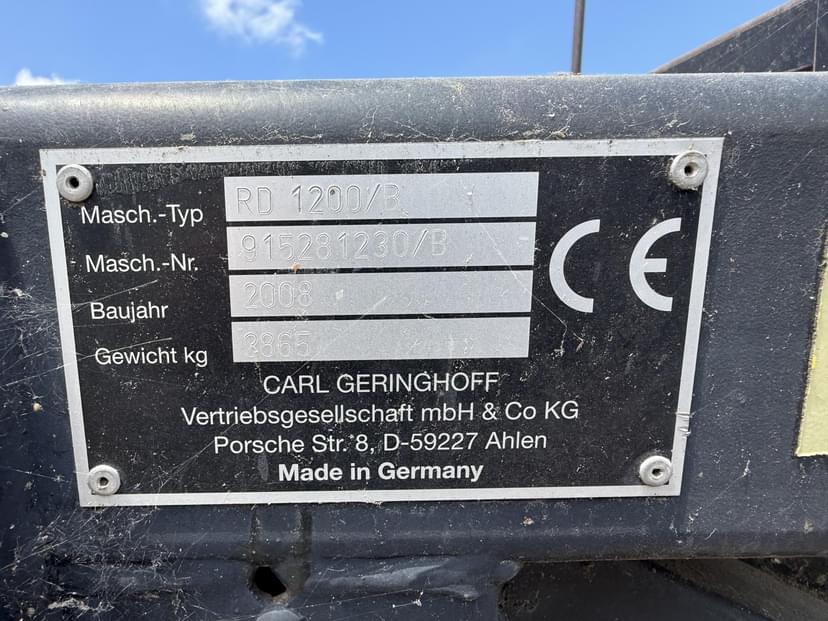 Masch.-Typ RD 1200/B
Masch.-Nr. 915281230/B
Baujahr 2008
Gewicht kg 3865
CE
CARL GERINGHOFF
Vertriebsgesellschaft mbH & Co KG
Porsche Str. 8, D-59227 Ahlen
Made in Germany